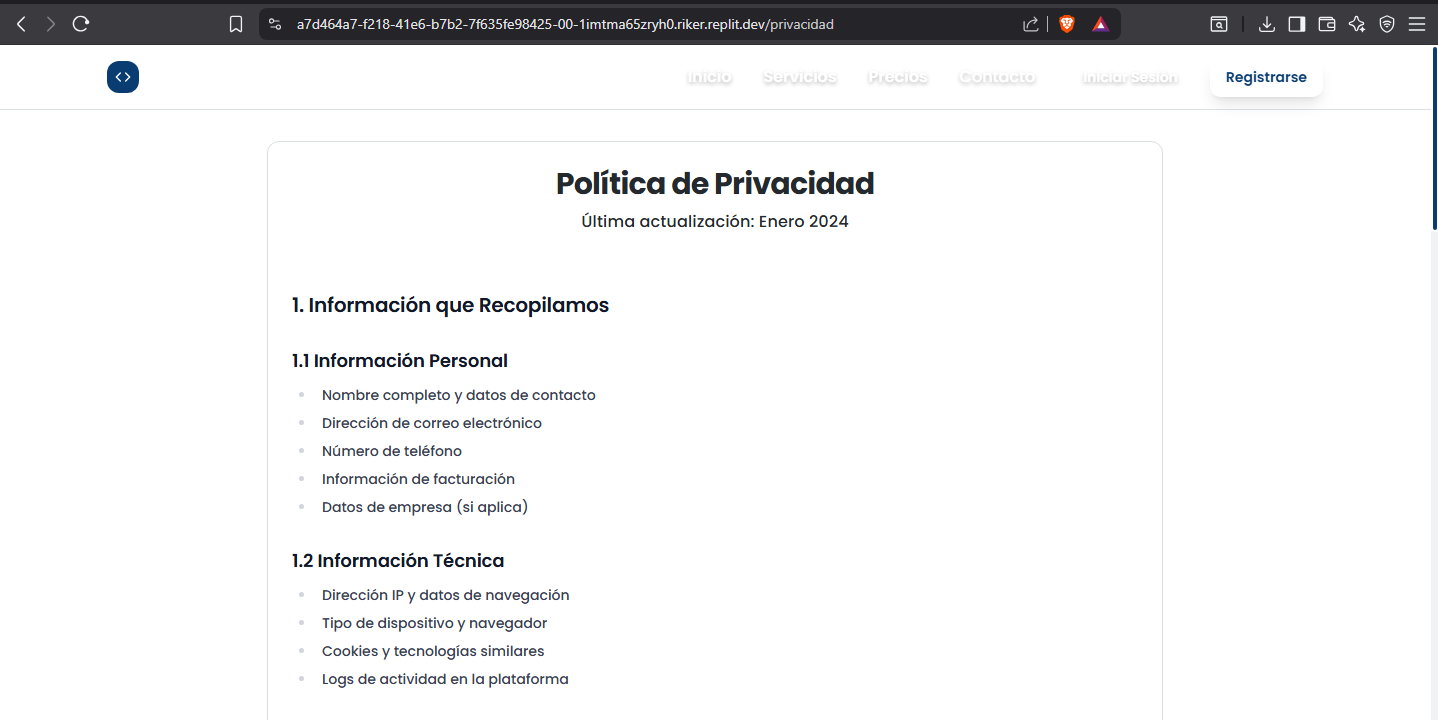 a7d464a7-f218-41e6-b7b2-7f635fe98425-00-1imtma65zryh0.riker.replit.dev/privacidad
Inicio Servicios Precios Contacto Iniciar Sesión Registrarse
Política de Privacidad
Última actualización: Enero 2024
1. Información que Recopilamos
1.1 Información Personal
Nombre completo y datos de contacto
Dirección de correo electrónico
Número de teléfono
Información de facturación
Datos de empresa (si aplica)
1.2 Información Técnica
Dirección IP y datos de navegación
Tipo de dispositivo y navegador
Cookies y tecnologías similares
Logs de actividad en la plataforma